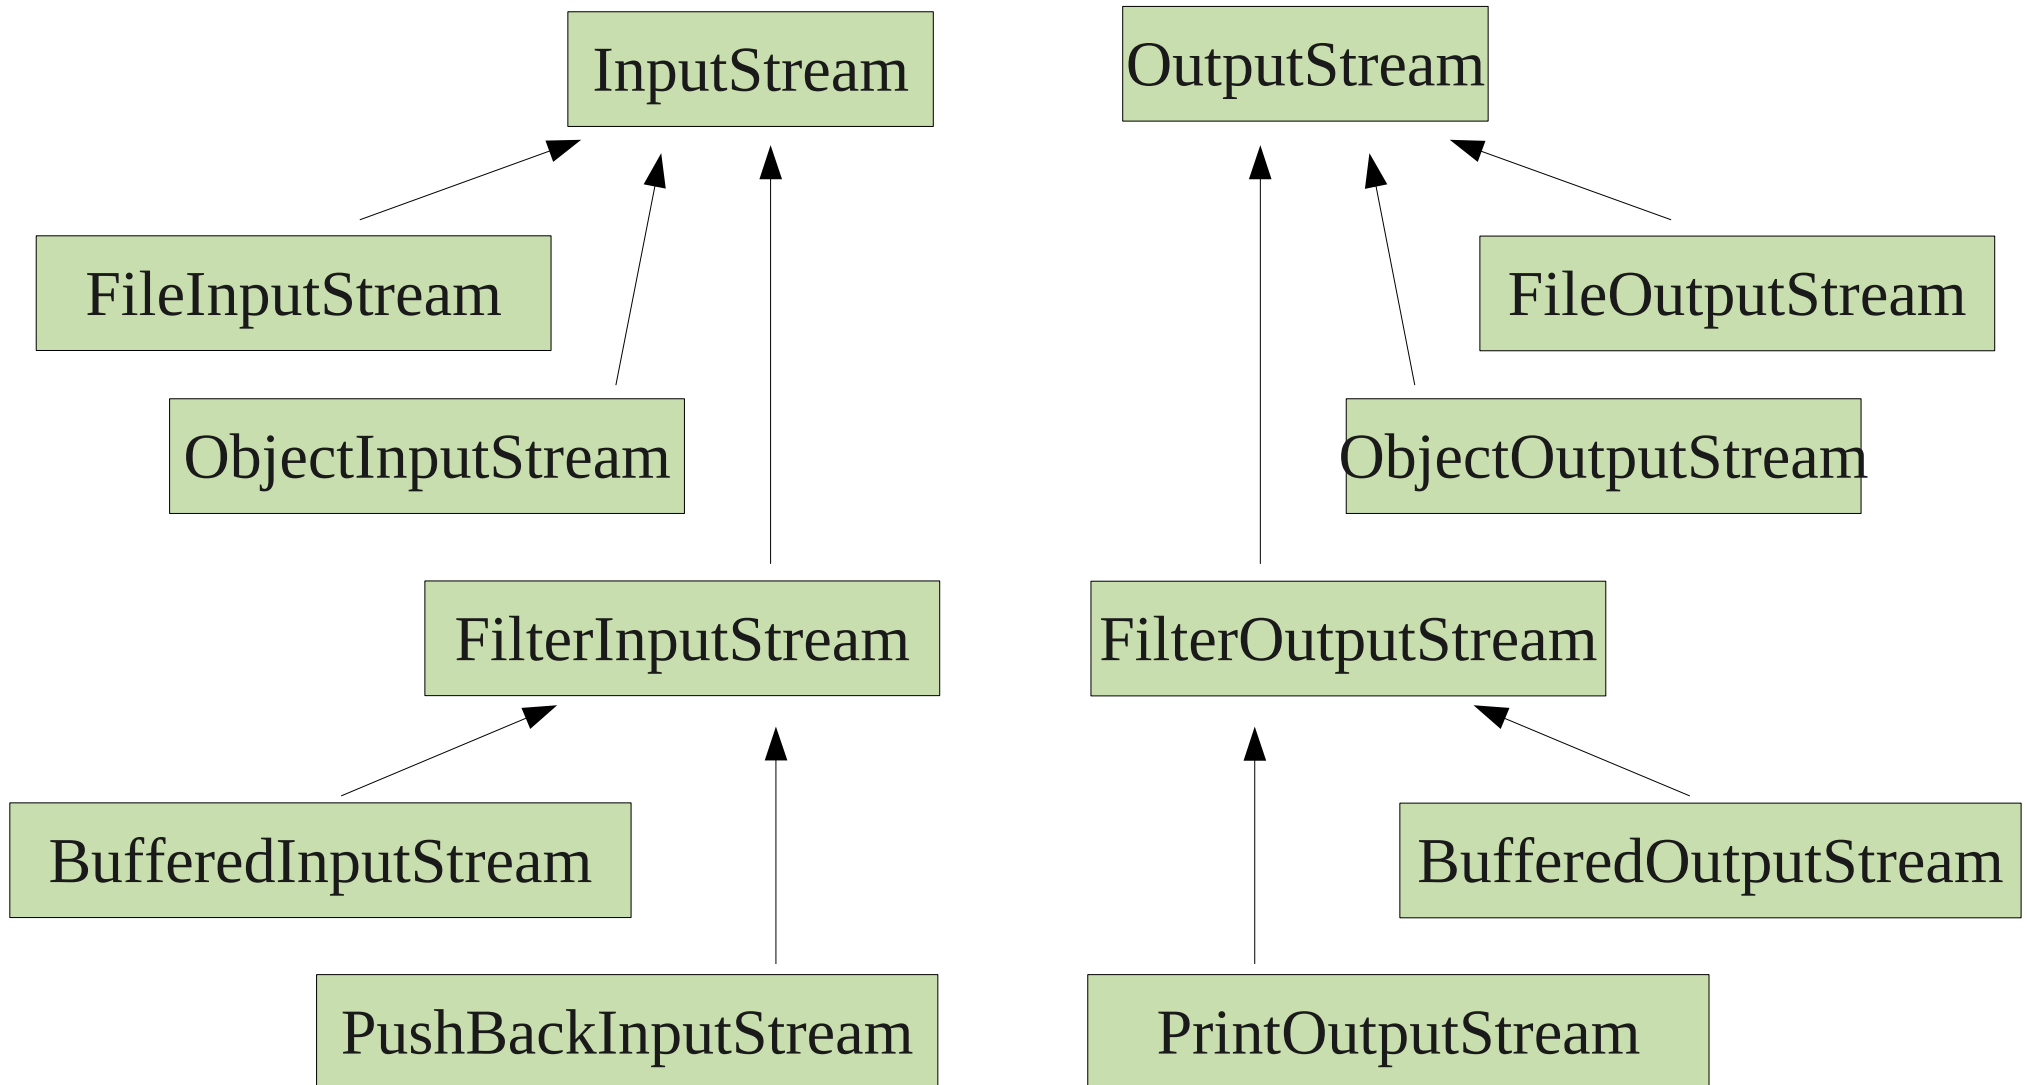 InputStream
OutputStream
FileInputStream
FileOutputStream
ObjectInputStream
ObjectOutputStream
FilterInputStream
FilterOutputStream
BufferedInputStream
BufferedOutputStream
PushBackInputStream
PrintOutputStream